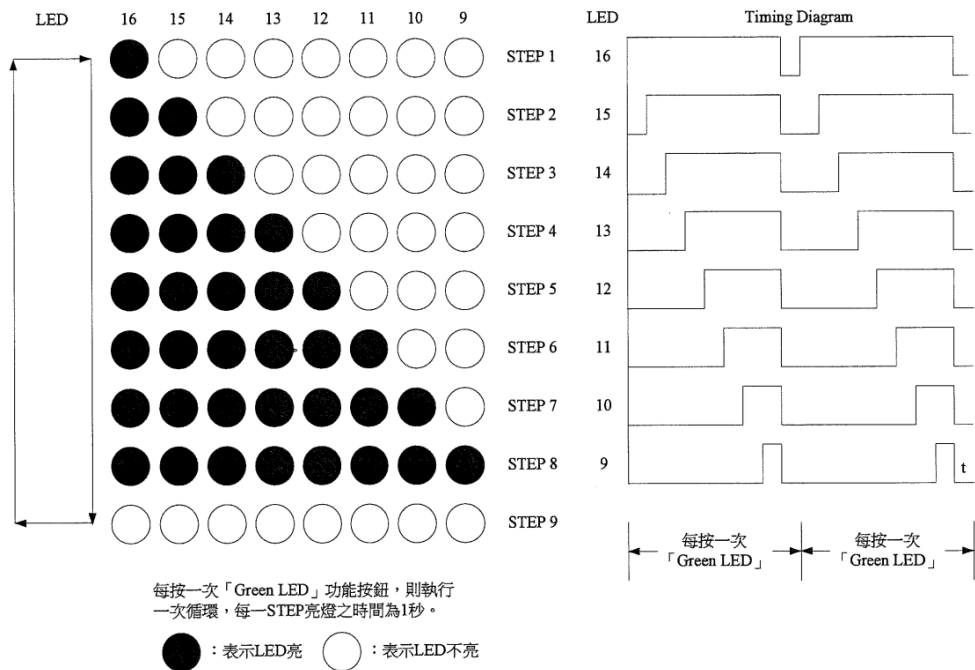 LED 16 15 14 13 12 11 10 9
STEP 1
STEP 2
STEP 3
STEP 4
STEP 5
STEP 6
STEP 7
STEP 8
STEP 9
每按一次「Green LED」功能按鈕，則執行
一次循環，每一STEP亮燈之時間為1秒。
：表示LED亮 ：表示LED不亮
LED Timing Diagram
16
15
14
13
12
11
10
9 t
每按一次 每按一次
「Green LED」 「Green LED」